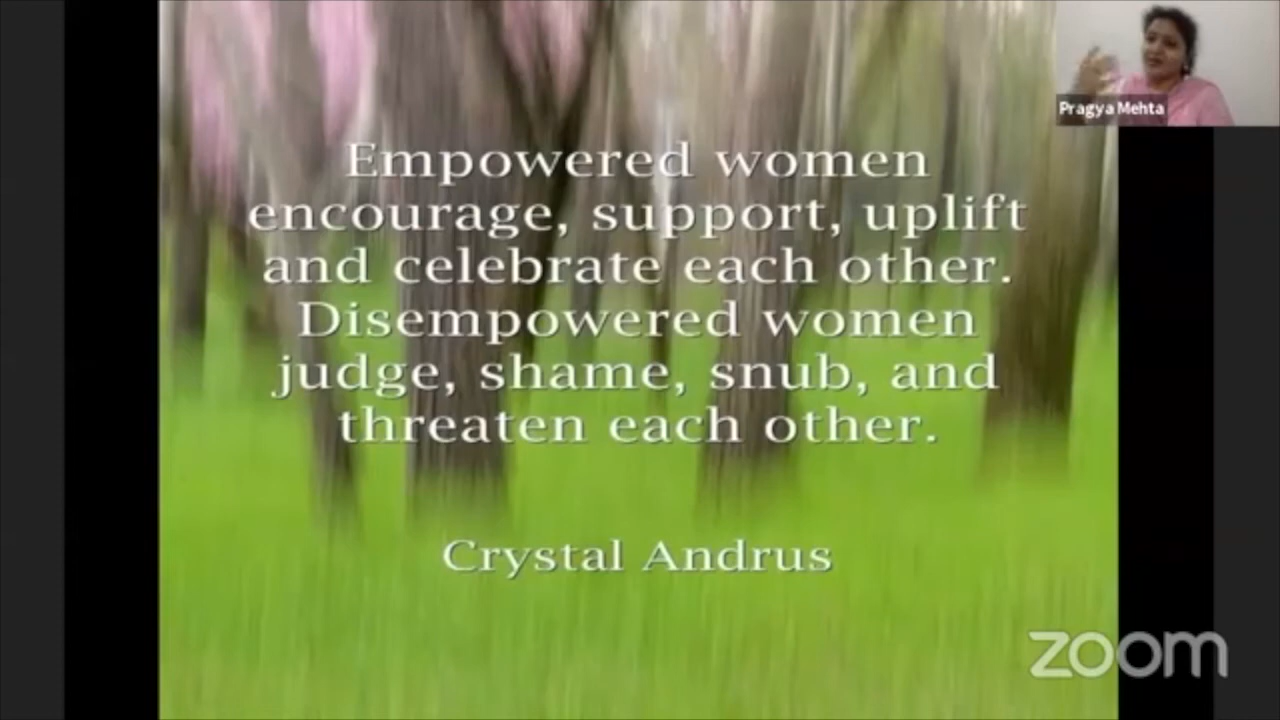 Pragya Mehta
Empowered women
encourage, support, uplift
and celebrate each other.
Disempowered women
judge, shame, snub, and
threaten each other.
Crystal Andrus
zoom